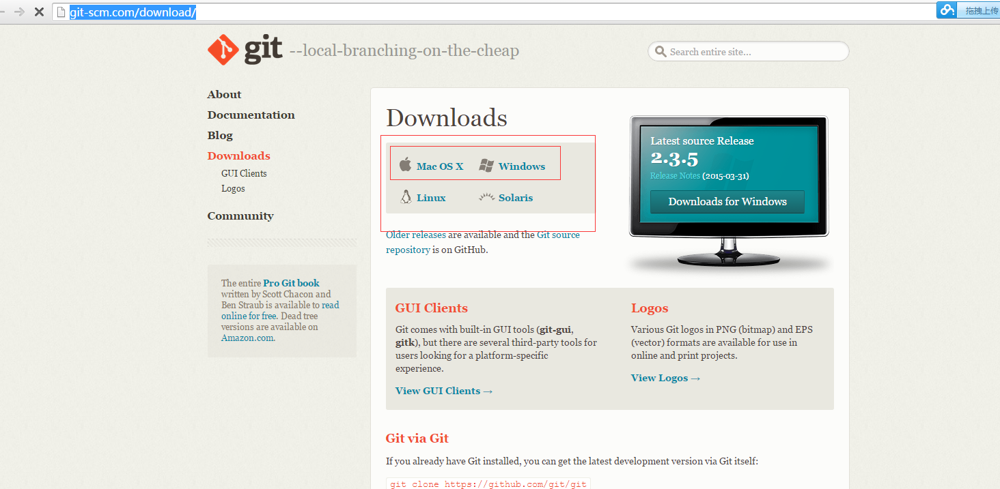 git-scm.com/download/
拖拽上传
git --local-branching-on-the-cheap
Search entire site...
About
Documentation
Blog
Downloads
GUI Clients
Logos
Community
The entire Pro Git book
written by Scott Chacon and
Ben Straub is available to read
online for free. Dead tree
versions are available on
Amazon.com.
Downloads
Mac OS X
Windows
Linux
Solaris
Older releases are available and the Git source
repository is on GitHub.
Latest source Release
2.3.5
Release Notes (2015-03-31)
Downloads for Windows
GUI Clients
Git comes with built-in GUI tools (git-gui,
gitk), but there are several third-party tools for
users looking for a platform-specific
experience.
View GUI Clients →
Logos
Various Git logos in PNG (bitmap) and EPS
(vector) formats are available for use in
online and print projects.
View Logos →
Git via Git
If you already have Git installed, you can get the latest development version via Git itself:
git clone https://github.com/git/git